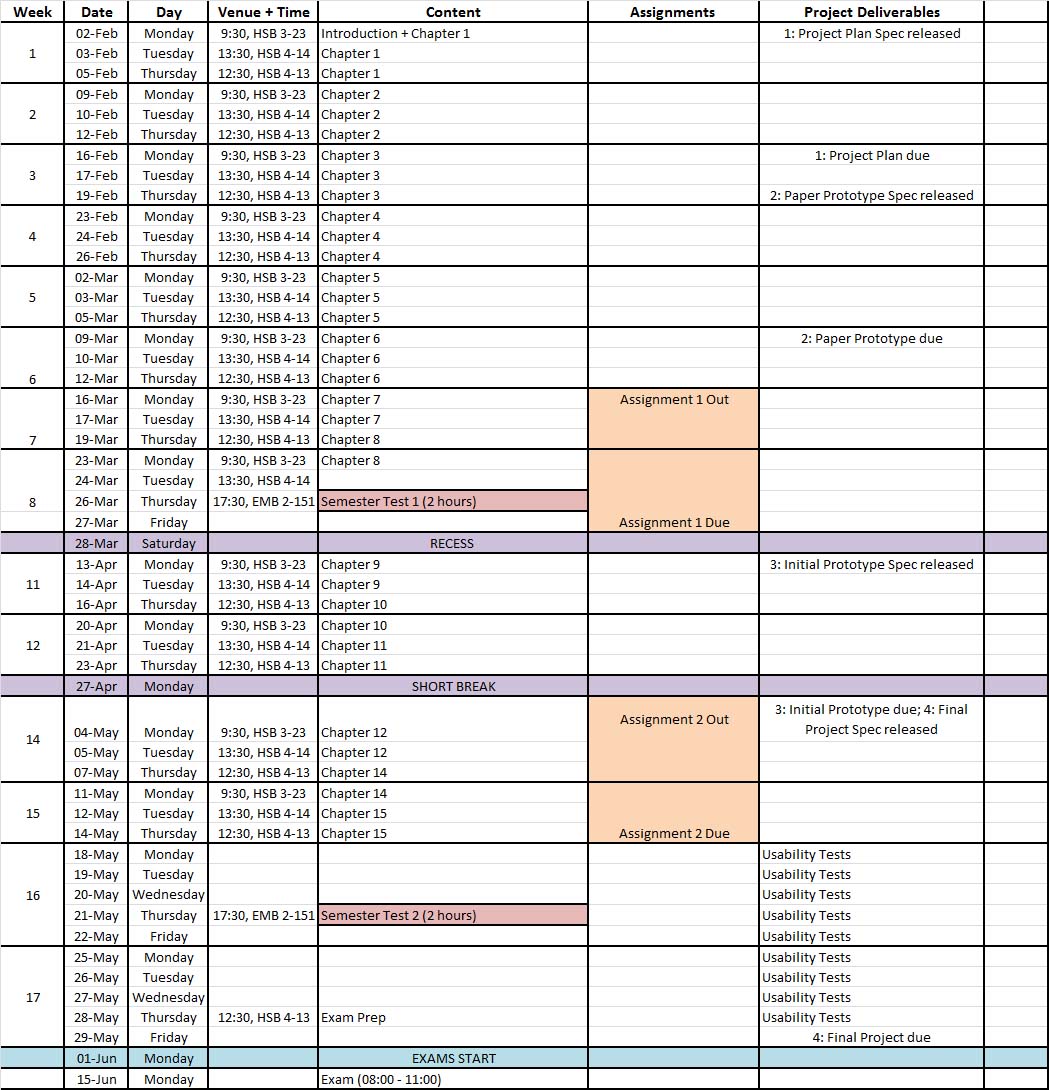 Week Date Day Venue + Time Content Assignments Project Deliverables
02-Feb Monday 9:30, HSB 3-23 Introduction + Chapter 1 1: Project Plan Spec released
1 03-Feb Tuesday 13:30, HSB 4-14 Chapter 1
05-Feb Thursday 12:30, HSB 4-13 Chapter 1
09-Feb Monday 9:30, HSB 3-23 Chapter 2
2 10-Feb Tuesday 13:30, HSB 4-14 Chapter 2
12-Feb Thursday 12:30, HSB 4-13 Chapter 2
16-Feb Monday 9:30, HSB 3-23 Chapter 3 1: Project Plan due
3 17-Feb Tuesday 13:30, HSB 4-14 Chapter 3
19-Feb Thursday 12:30, HSB 4-13 Chapter 3 2: Paper Prototype Spec released
23-Feb Monday 9:30, HSB 3-23 Chapter 4
4 24-Feb Tuesday 13:30, HSB 4-14 Chapter 4
26-Feb Thursday 12:30, HSB 4-13 Chapter 4
02-Mar Monday 9:30, HSB 3-23 Chapter 5
5 03-Mar Tuesday 13:30, HSB 4-14 Chapter 5
05-Mar Thursday 12:30, HSB 4-13 Chapter 5
09-Mar Monday 9:30, HSB 3-23 Chapter 6 2: Paper Prototype due
10-Mar Tuesday 13:30, HSB 4-14 Chapter 6
6 12-Mar Thursday 12:30, HSB 4-13 Chapter 6
16-Mar Monday 9:30, HSB 3-23 Chapter 7 Assignment 1 Out
17-Mar Tuesday 13:30, HSB 4-14 Chapter 7
7 19-Mar Thursday 12:30, HSB 4-13 Chapter 8
23-Mar Monday 9:30, HSB 3-23 Chapter 8
24-Mar Tuesday 13:30, HSB 4-14
8 26-Mar Thursday 17:30, EMB 2-151 Semester Test 1 (2 hours)
27-Mar Friday Assignment 1 Due
28-Mar Saturday RECESS
13-Apr Monday 9:30, HSB 3-23 Chapter 9 3: Initial Prototype Spec released
11 14-Apr Tuesday 13:30, HSB 4-14 Chapter 9
16-Apr Thursday 12:30, HSB 4-13 Chapter 10
20-Apr Monday 9:30, HSB 3-23 Chapter 10
12 21-Apr Tuesday 13:30, HSB 4-14 Chapter 11
23-Apr Thursday 12:30, HSB 4-13 Chapter 11
27-Apr Monday SHORT BREAK
Assignment 2 Out 3: Initial Prototype due; 4: Final
14 04-May Monday 9:30, HSB 3-23 Chapter 12 Project Spec released
05-May Tuesday 13:30, HSB 4-14 Chapter 12
07-May Thursday 12:30, HSB 4-13 Chapter 14
11-May Monday 9:30, HSB 3-23 Chapter 14
15 12-May Tuesday 13:30, HSB 4-14 Chapter 15
14-May Thursday 12:30, HSB 4-13 Chapter 15 Assignment 2 Due
18-May Monday Usability Tests
19-May Tuesday Usability Tests
16 20-May Wednesday Usability Tests
21-May Thursday 17:30, EMB 2-151 Semester Test 2 (2 hours) Usability Tests
22-May Friday Usability Tests
25-May Monday Usability Tests
26-May Tuesday Usability Tests
17 27-May Wednesday Usability Tests
28-May Thursday 12:30, HSB 4-13 Exam Prep Usability Tests
29-May Friday 4: Final Project due
01-Jun Monday EXAMS START
15-Jun Monday Exam (08:00 - 11:00)